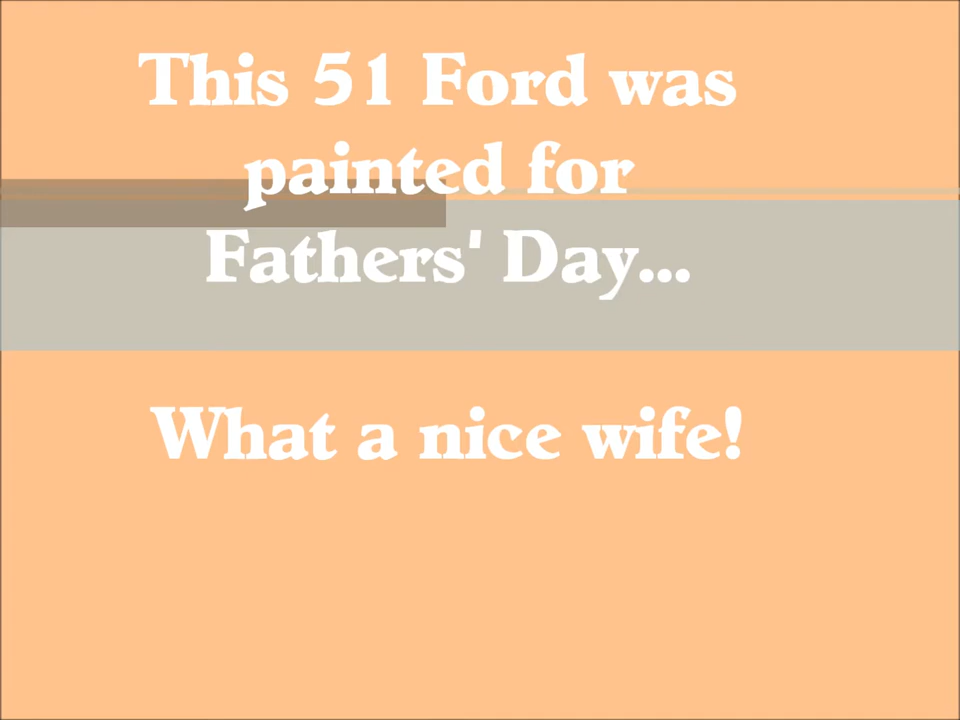 This 51 Ford was
painted for
Fathers' Day...
What a nice wife!